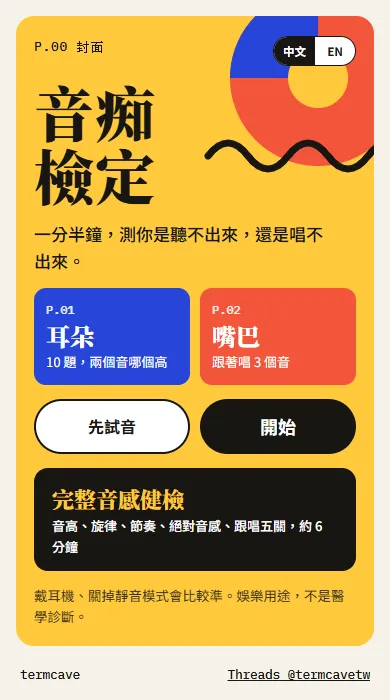 P.00 封面
中文 EN
音痴
檢定
一分半鐘，測你是聽不出來，還是唱不
出來。
P.01
耳朵
10 題，兩個音哪個高
P.02
嘴巴
跟著唱 3 個音
先試音
開始
完整音感健檢
音高、旋律、節奏、絕對音感、跟唱五關，約 6
分鐘
戴耳機、關掉靜音模式會比較準。娛樂用途，不是醫
學診斷。
termcave
Threads @termcavetw